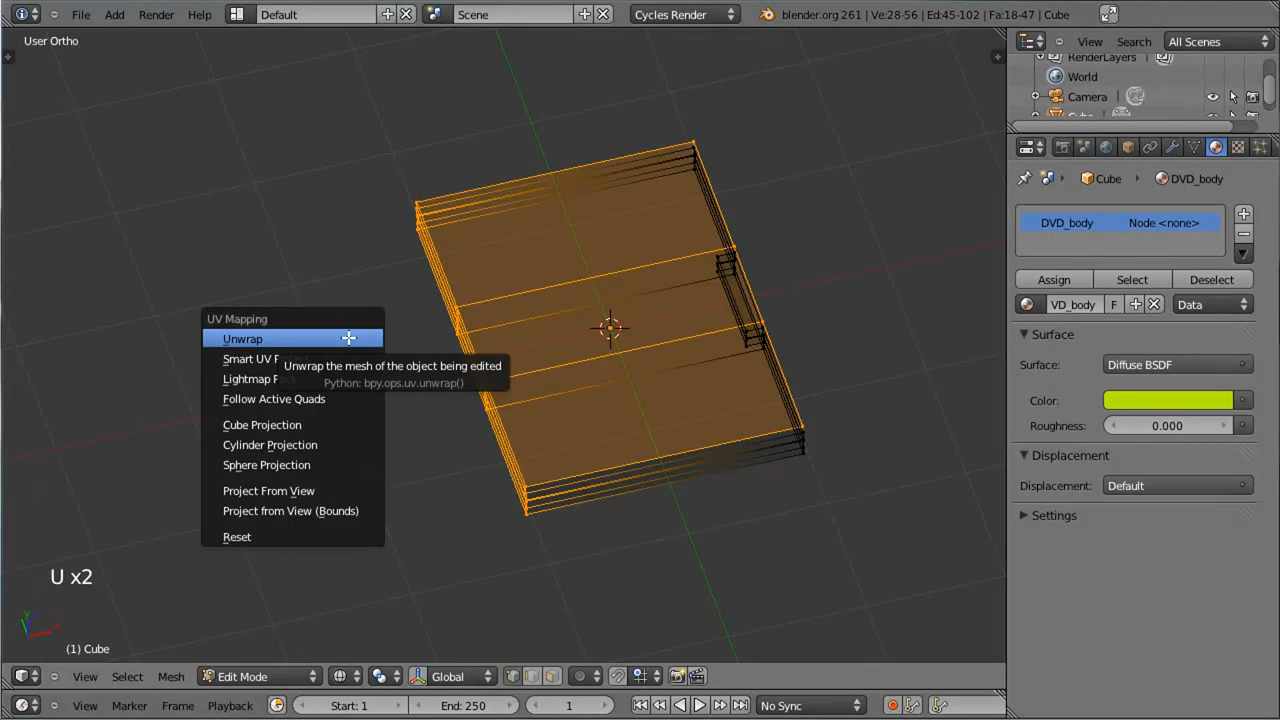 File Add Render Help Default Scene Cycles Render blender.org 261 | Ve:28-56 | Ed:45-102 | Fa:18-47 | Cube
User Ortho
View Search All Scenes
RenderLayers
World
Camera
Cube DVD_body
DVD_body Node <none>
Assign Select Deselect
VD_body F Data
Surface
Surface: Diffuse BSDF
Color:
Roughness: 0.000
Displacement
Displacement: Default
Settings
UV Mapping
Unwrap
Smart UV
Unwrap the mesh of the object being edited
Lightmap
Python: bpy.ops.uv.unwrap()
Follow Active Quads
Cube Projection
Cylinder Projection
Sphere Projection
Project From View
Project from View (Bounds)
Reset
U x2
y
x
(1) Cube
View Select Mesh Edit Mode Global
View Marker Frame Playback Start: 1 End: 250 1 No Sync